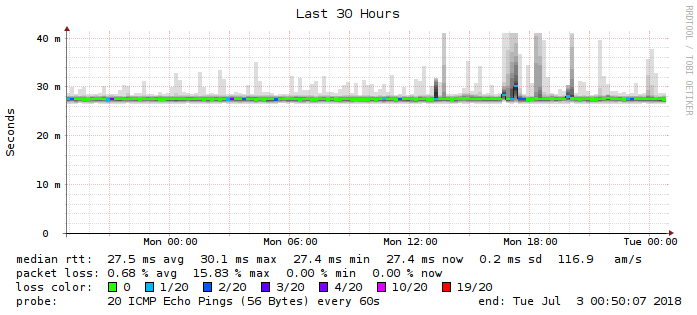 Last 30 Hours
RRDTOOL / TOBI OETIKER
Seconds
40 m
30 m
20 m
10 m
0
Mon 00:00 Mon 06:00 Mon 12:00 Mon 18:00 Tue 00:00
median rtt: 27.5 ms avg 30.1 ms max 27.4 ms min 27.4 ms now 0.2 ms sd 116.9 am/s
packet loss: 0.68 % avg 15.83 % max 0.00 % min 0.00 % now
loss color: 0 1/20 2/20 3/20 4/20 10/20 19/20
probe: 20 ICMP Echo Pings (56 Bytes) every 60s end: Tue Jul 3 00:50:07 2018